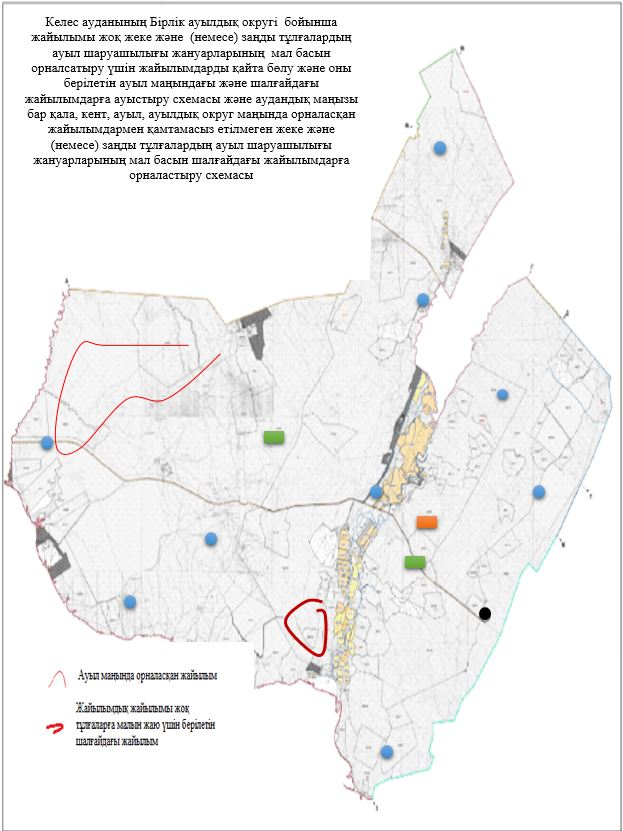 Келес ауданының Бірлік ауылдық округі бойынша
жайылымы жоқ жеке және (немесе) заңды тұлғалардың
ауыл шаруашылығы жануарларының мал басын
орналсатыру үшін жайылымдарды қайта бөлу және оны
берілетін ауыл маңындағы және шалғайдағы
жайылымдарға ауыстыру схемасы және аудандық маңызы
бар қала, кент, ауыл, ауылдық округ маңында орналасқан
жайылымдармен қамтамасыз етілмеген жеке және
(немесе) заңды тұлғалардың ауыл шаруашылығы
жануарларының мал басын шалғайдағы жайылымдарға
орналастыру схемасы
Ауыл маңында орналасқан жайылым
Жайылымдық жайылымы жоқ
тұлғаларға малын жаю үшін берілетін
шалғайдағы жайылым